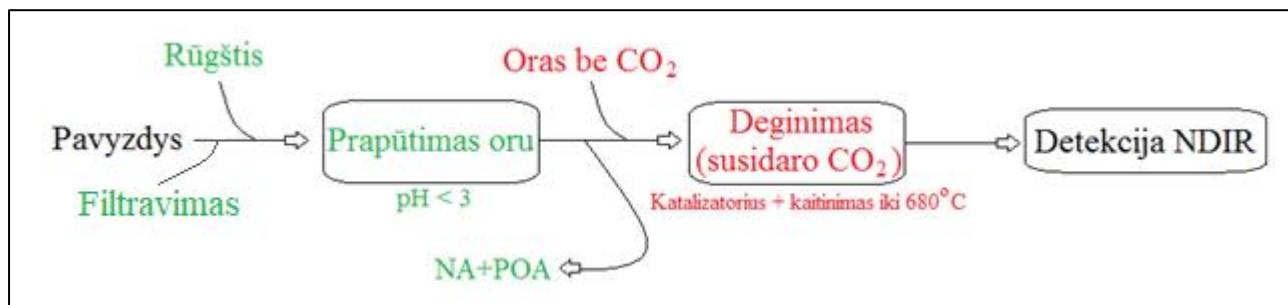 Rūgštis
Oras be CO₂
Pavyzdys
Prapūtimas oru
Deginimas
(susidaro CO₂)
Detekcija NDIR
Filtravimas
pH < 3
Katalizatorius + kaitinimas iki 680°C
NA+POA